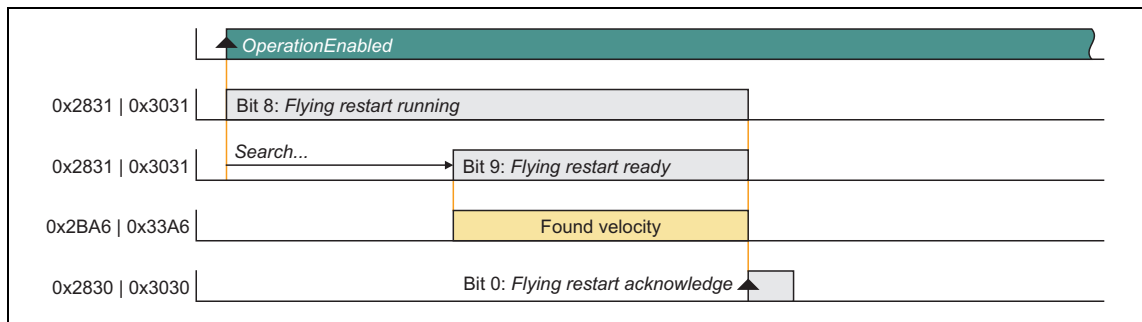 OperationEnabled
0x2831 | 0x3031 Bit 8: Flying restart running
Search...
0x2831 | 0x3031 Bit 9: Flying restart ready
0x2BA6 | 0x33A6 Found velocity
0x2830 | 0x3030 Bit 0: Flying restart acknowledge